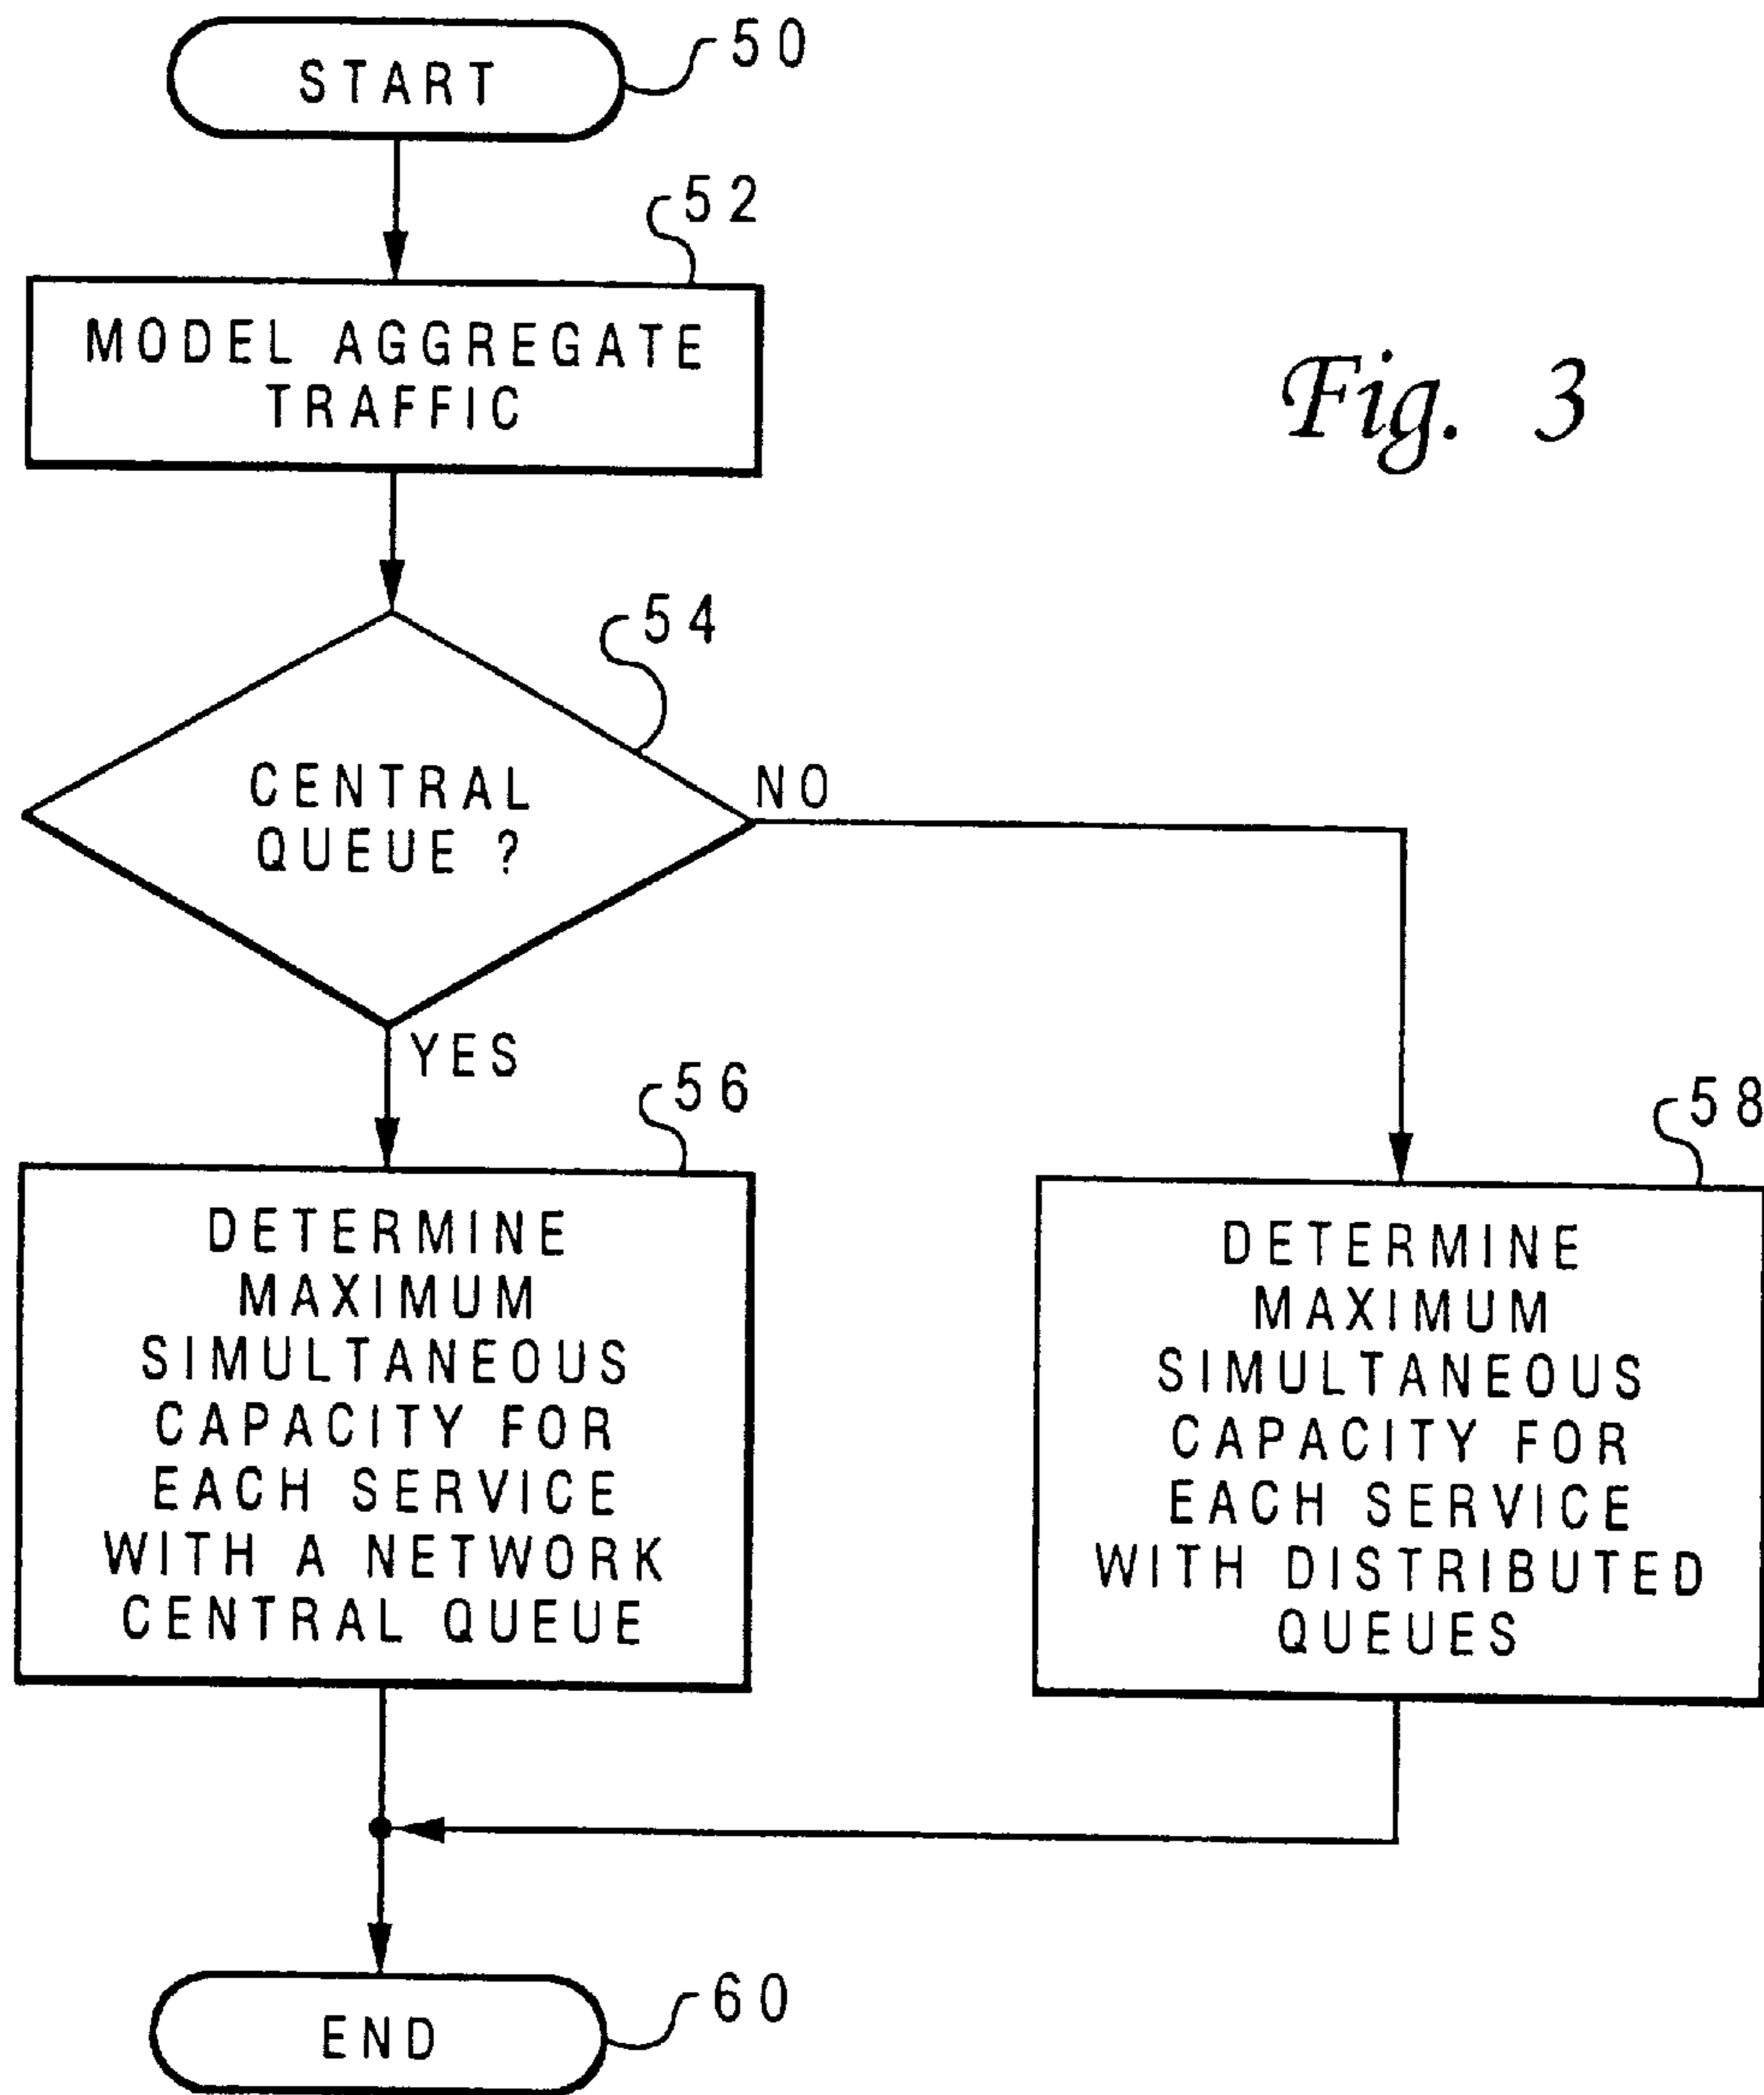 START
50
52
MODEL AGGREGATE
TRAFFIC
Fig. 3
54
CENTRAL
QUEUE ?
NO
YES
56
DETERMINE
MAXIMUM
SIMULTANEOUS
CAPACITY FOR
EACH SERVICE
WITH A NETWORK
CENTRAL QUEUE
58
DETERMINE
MAXIMUM
SIMULTANEOUS
CAPACITY FOR
EACH SERVICE
WITH DISTRIBUTED
QUEUES
END
60